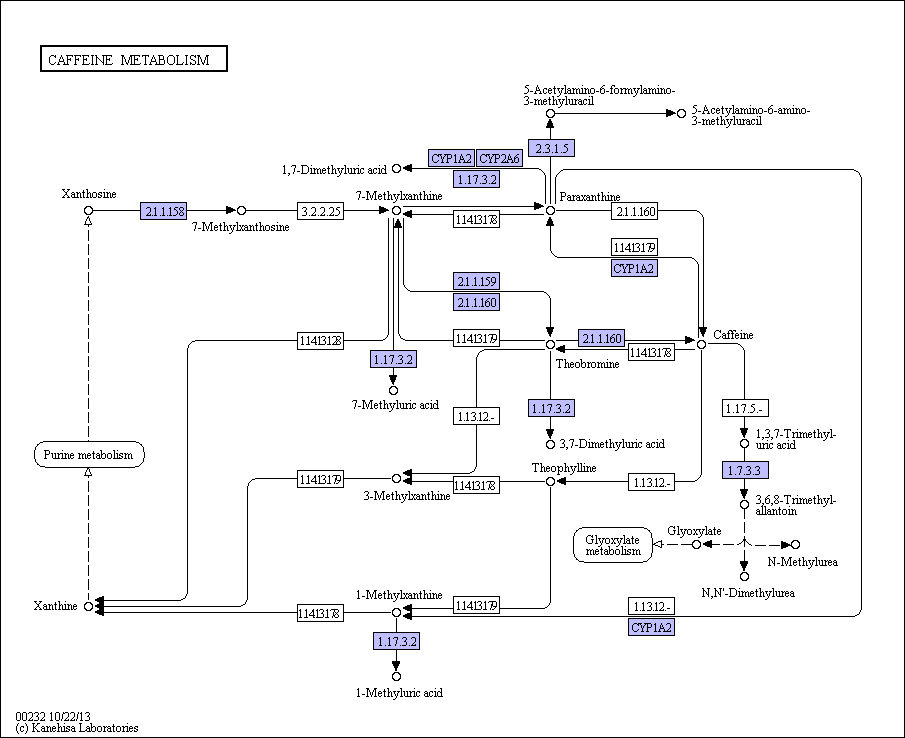 CAFFEINE METABOLISM
5-Acetylamino-6-formylamino-
3-methyluracil
5-Acetylamino-6-amino-
3-methyluracil
2.3.1.5
CYP1A2
CYP2A6
1,7-Dimethyluric acid
1.17.3.2
Xanthosine
7-Methylxanthine
Paraxanthine
2.1.1.158
3.2.2.25
2.1.1.160
1.14.13.178
7-Methylxanthosine
1.14.13.179
CYP1A2
2.1.1.159
2.1.1.160
1.14.13.128
1.14.13.179
2.1.1.160
Caffeine
1.14.13.178
1.17.3.2
Theobromine
7-Methyluric acid
1.13.12.-
1.17.3.2
1.17.5.-
3,7-Dimethyluric acid
1,3,7-Trimethyl-
uric acid
Purine metabolism
Theophylline
1.7.3.3
1.14.13.179
3-Methylxanthine
1.14.13.178
1.13.12.-
3,6,8-Trimethyl-
allantoin
Glyoxylate
Glyoxylate
metabolism
N-Methylurea
N,N'-Dimethylurea
1-Methylxanthine
Xanthine
1.14.13.178
1.14.13.179
1.13.12.-
CYP1A2
1.17.3.2
1-Methyluric acid
00232 10/22/13
(c) Kanehisa Laboratories